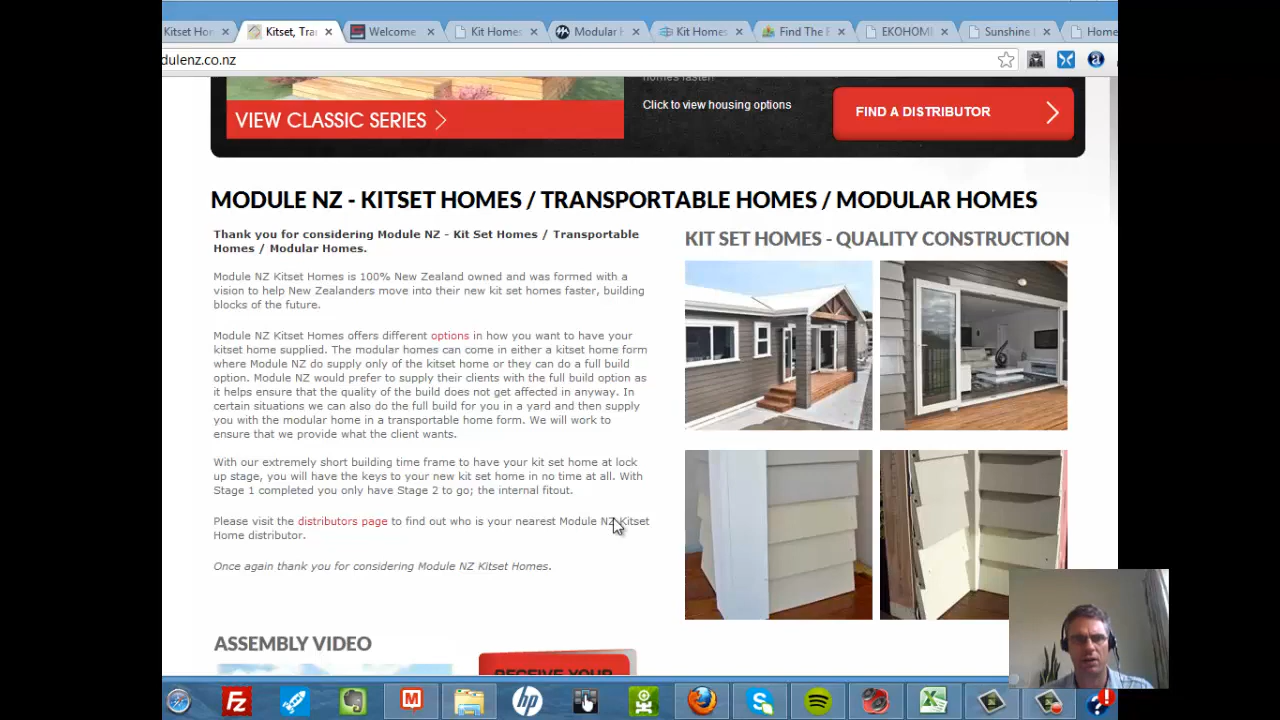 Kitset Hor
Kitset, Tra
Welcome
Kit Homes
Modular H
Kit Homes
Find The B
EKOHOMI
Sunshine
Home
dulenz.co.nz
homes faster!
VIEW CLASSIC SERIES
Click to view housing options
FIND A DISTRIBUTOR
MODULE NZ - KITSET HOMES / TRANSPORTABLE HOMES / MODULAR HOMES
Thank you for considering Module NZ - Kit Set Homes / Transportable
Homes / Modular Homes.
Module NZ Kitset Homes is 100% New Zealand owned and was formed with a
vision to help New Zealanders move into their new kit set homes faster, building
blocks of the future.
Module NZ Kitset Homes offers different options in how you want to have your
kitset home supplied. The modular homes can come in either a kitset home form
where Module NZ do supply only of the kitset home or they can do a full build
option. Module NZ would prefer to supply their clients with the full build option as
it helps ensure that the quality of the build does not get affected in anyway. In
certain situations we can also do the full build for you in a yard and then supply
you with the modular home in a transportable home form. We will work to
ensure that we provide what the client wants.
With our extremely short building time frame to have your kit set home at lock
up stage, you will have the keys to your new kit set home in no time at all. With
Stage 1 completed you only have Stage 2 to go; the internal fitout.
Please visit the distributors page to find out who is your nearest Module NZ Kitset
Home distributor.
Once again thank you for considering Module NZ Kitset Homes.
KIT SET HOMES - QUALITY CONSTRUCTION
ASSEMBLY VIDEO
RECEIVE YOUR